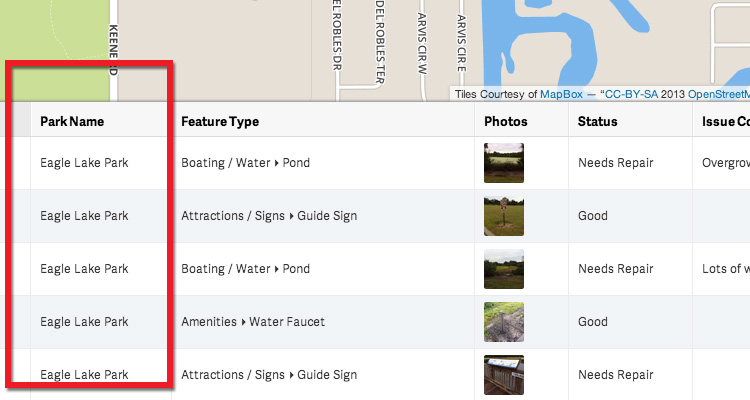 KEENE RD
DEL ROBLES DR
DEL ROBLES TER
ARVIS CIR W
ARVIS CIR E
Tiles Courtesy of MapBox — "CC-BY-SA 2013 OpenStreetM
Park Name Feature Type Photos Status Issue Co
Eagle Lake Park Boating / Water ▸ Pond Needs Repair Overgrow
Eagle Lake Park Attractions / Signs ▸ Guide Sign Good
Eagle Lake Park Boating / Water ▸ Pond Needs Repair Lots of w
Eagle Lake Park Amenities ▸ Water Faucet Good
Eagle Lake Park Attractions / Signs ▸ Guide Sign Needs Repair